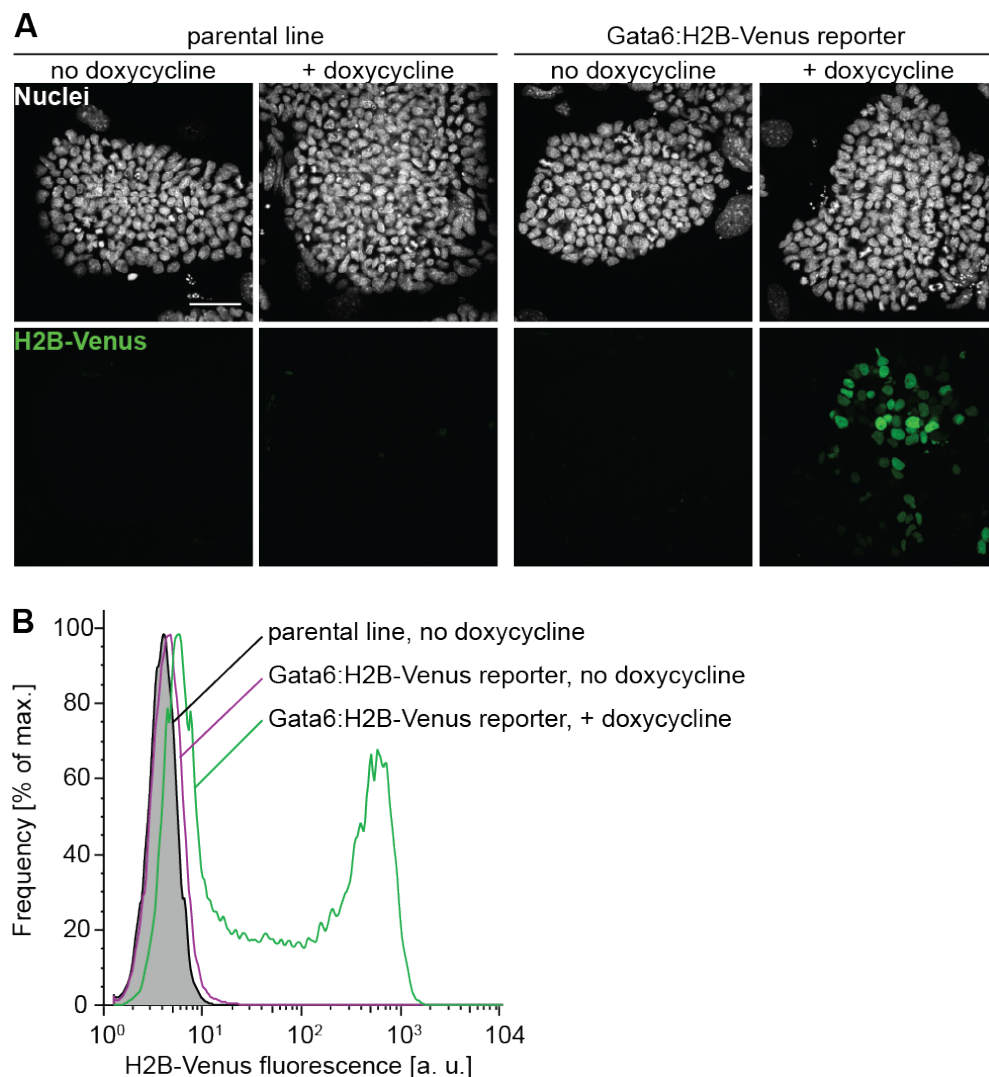 A
parental line
Gata6:H2B-Venus reporter
no doxycycline
+ doxycycline
no doxycycline
+ doxycycline
Nuclei
H2B-Venus
B
100
80
60
40
20
0
Frequency [% of max.]
parental line, no doxycycline
Gata6:H2B-Venus reporter, no doxycycline
Gata6:H2B-Venus reporter, + doxycycline
10⁰
10¹
10²
10³
10⁴
H2B-Venus fluorescence [a. u.]